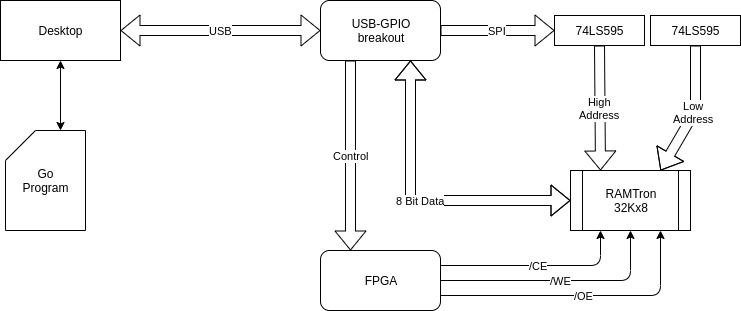 Desktop
USB
USB-GPIO
breakout
SPI
74LS595
74LS595
High
Address
Low
Address
Control
Go
Program
8 Bit Data
RAMTron
32Kx8
FPGA
/CE
/WE
/OE